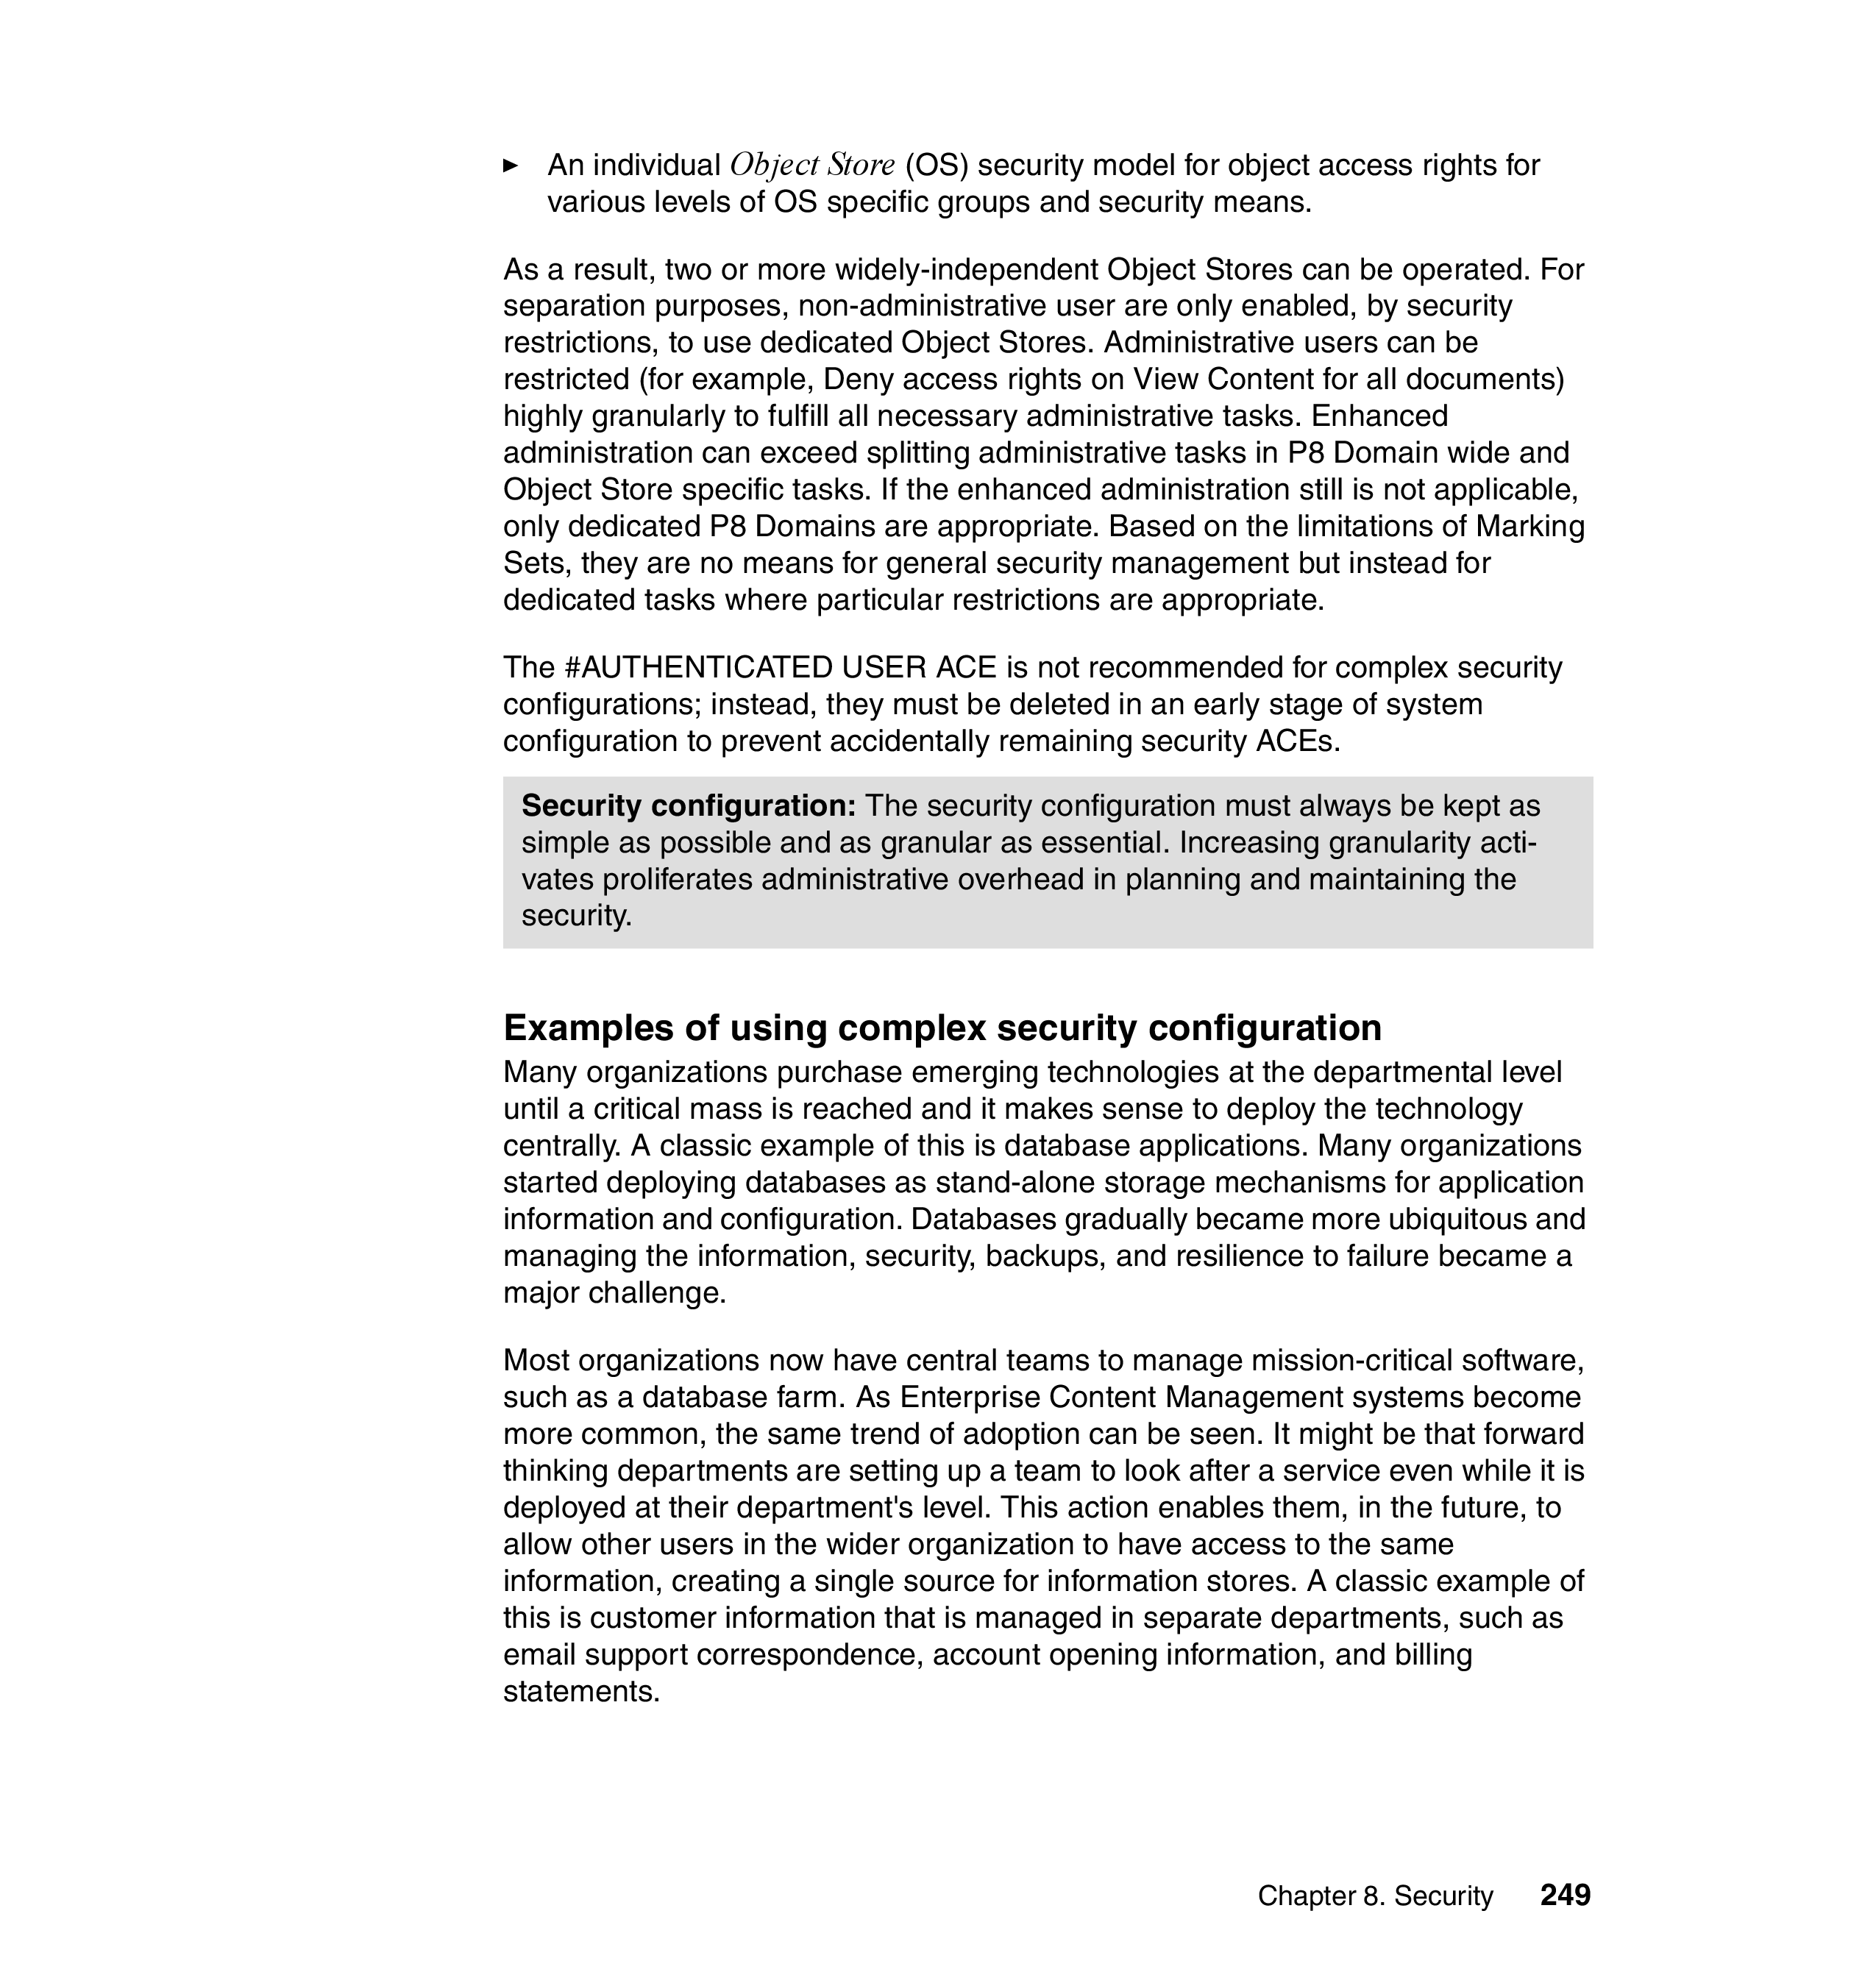 ► An individual Object Store (OS) security model for object access rights for
various levels of OS specific groups and security means.
As a result, two or more widely-independent Object Stores can be operated. For
separation purposes, non-administrative user are only enabled, by security
restrictions, to use dedicated Object Stores. Administrative users can be
restricted (for example, Deny access rights on View Content for all documents)
highly granularly to fulfill all necessary administrative tasks. Enhanced
administration can exceed splitting administrative tasks in P8 Domain wide and
Object Store specific tasks. If the enhanced administration still is not applicable,
only dedicated P8 Domains are appropriate. Based on the limitations of Marking
Sets, they are no means for general security management but instead for
dedicated tasks where particular restrictions are appropriate.
The #AUTHENTICATED USER ACE is not recommended for complex security
configurations; instead, they must be deleted in an early stage of system
configuration to prevent accidentally remaining security ACEs.
Security configuration: The security configuration must always be kept as
simple as possible and as granular as essential. Increasing granularity acti-
vates proliferates administrative overhead in planning and maintaining the
security.
Examples of using complex security configuration
Many organizations purchase emerging technologies at the departmental level
until a critical mass is reached and it makes sense to deploy the technology
centrally. A classic example of this is database applications. Many organizations
started deploying databases as stand-alone storage mechanisms for application
information and configuration. Databases gradually became more ubiquitous and
managing the information, security, backups, and resilience to failure became a
major challenge.
Most organizations now have central teams to manage mission-critical software,
such as a database farm. As Enterprise Content Management systems become
more common, the same trend of adoption can be seen. It might be that forward
thinking departments are setting up a team to look after a service even while it is
deployed at their department's level. This action enables them, in the future, to
allow other users in the wider organization to have access to the same
information, creating a single source for information stores. A classic example of
this is customer information that is managed in separate departments, such as
email support correspondence, account opening information, and billing
statements.
Chapter 8. Security 249